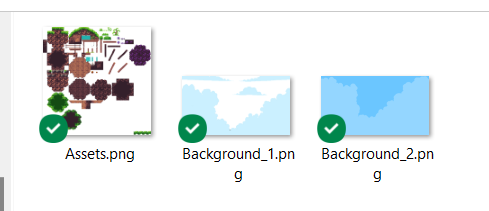 Assets.png
Background_1.pn
g
Background_2.pn
g